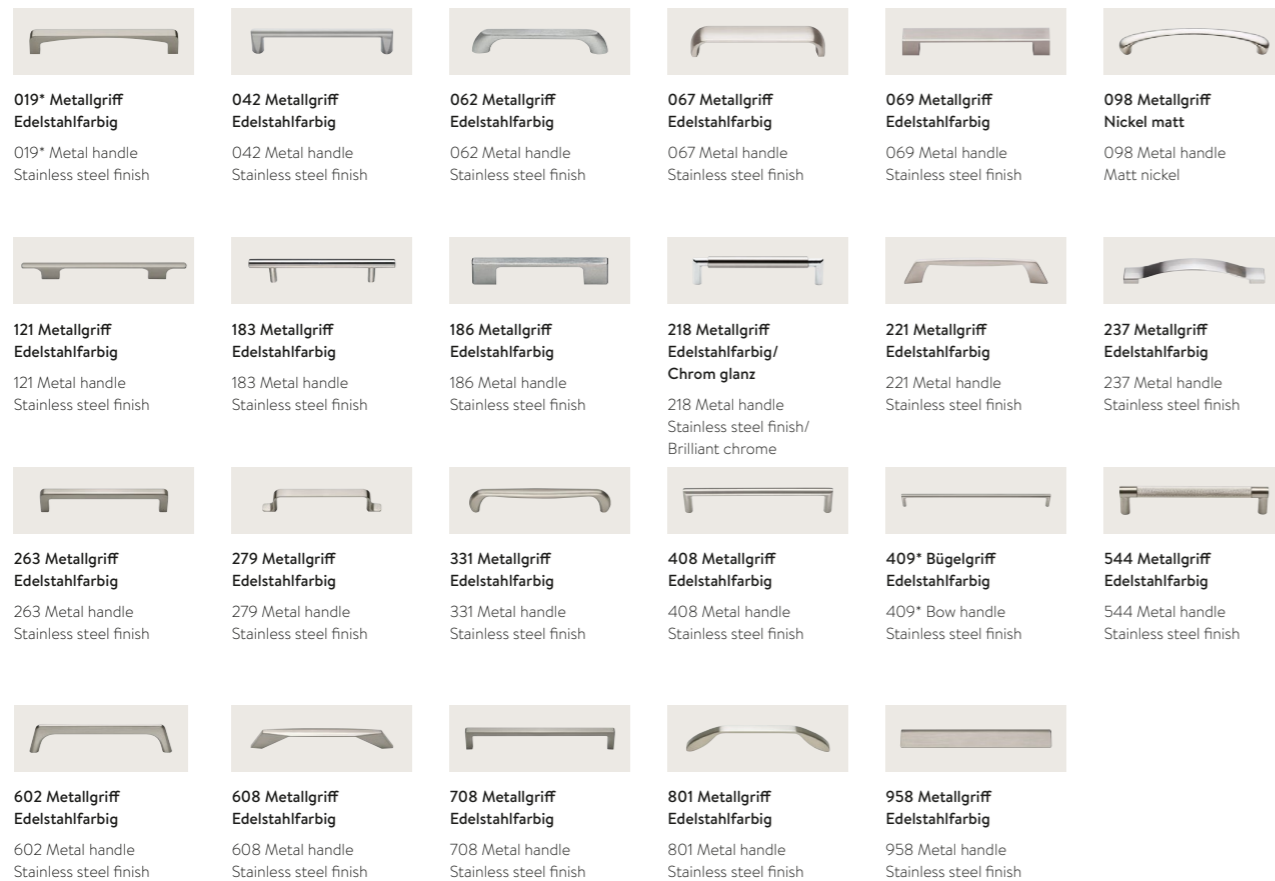 019* Metallgriff
Edelstahlfarbig
019* Metal handle
Stainless steel finish
042 Metallgriff
Edelstahlfarbig
042 Metal handle
Stainless steel finish
062 Metallgriff
Edelstahlfarbig
062 Metal handle
Stainless steel finish
067 Metallgriff
Edelstahlfarbig
067 Metal handle
Stainless steel finish
069 Metallgriff
Edelstahlfarbig
069 Metal handle
Stainless steel finish
098 Metallgriff
Nickel matt
098 Metal handle
Matt nickel
121 Metallgriff
Edelstahlfarbig
121 Metal handle
Stainless steel finish
183 Metallgriff
Edelstahlfarbig
183 Metal handle
Stainless steel finish
186 Metallgriff
Edelstahlfarbig
186 Metal handle
Stainless steel finish
218 Metallgriff
Edelstahlfarbig/
Chrom glanz
218 Metal handle
Stainless steel finish/
Brilliant chrome
221 Metallgriff
Edelstahlfarbig
221 Metal handle
Stainless steel finish
237 Metallgriff
Edelstahlfarbig
237 Metal handle
Stainless steel finish
263 Metallgriff
Edelstahlfarbig
263 Metal handle
Stainless steel finish
279 Metallgriff
Edelstahlfarbig
279 Metal handle
Stainless steel finish
331 Metallgriff
Edelstahlfarbig
331 Metal handle
Stainless steel finish
408 Metallgriff
Edelstahlfarbig
408 Metal handle
Stainless steel finish
409* Bügelgriff
Edelstahlfarbig
409* Bow handle
Stainless steel finish
544 Metallgriff
Edelstahlfarbig
544 Metal handle
Stainless steel finish
602 Metallgriff
Edelstahlfarbig
602 Metal handle
Stainless steel finish
608 Metallgriff
Edelstahlfarbig
608 Metal handle
Stainless steel finish
708 Metallgriff
Edelstahlfarbig
708 Metal handle
Stainless steel finish
801 Metallgriff
Edelstahlfarbig
801 Metal handle
Stainless steel finish
958 Metallgriff
Edelstahlfarbig
958 Metal handle
Stainless steel finish